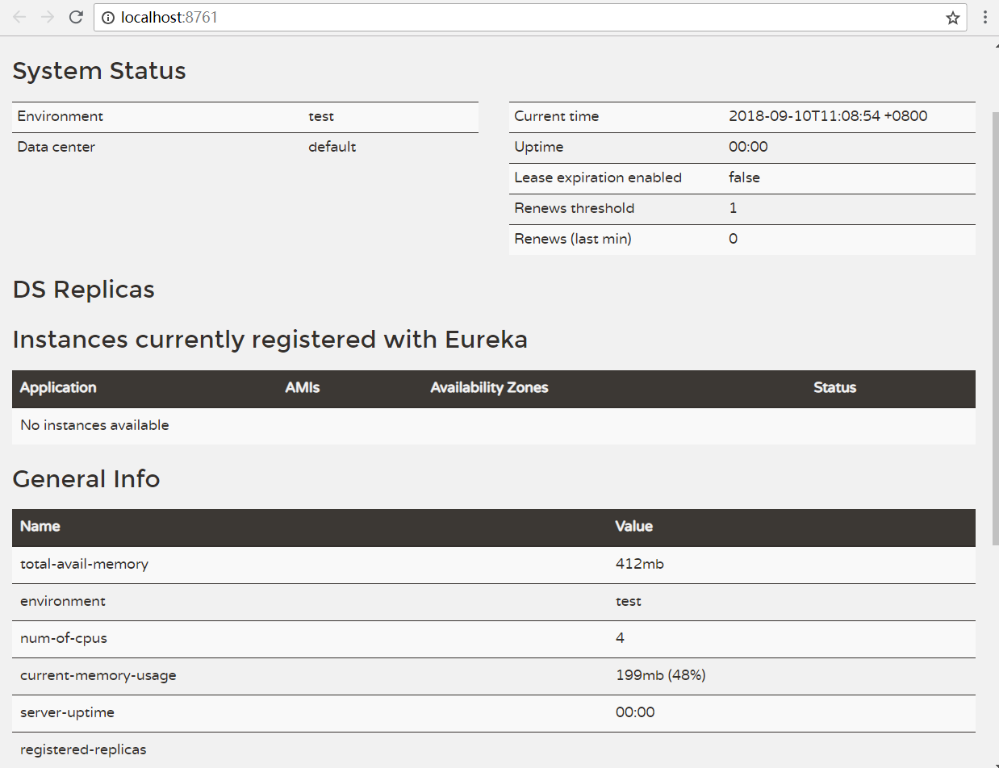 localhost:8761
System Status
Environment test
Data center default
Current time 2018-09-10T11:08:54 +0800
Uptime 00:00
Lease expiration enabled false
Renews threshold 1
Renews (last min) 0
DS Replicas
Instances currently registered with Eureka
Application AMIs Availability Zones Status
No instances available
General Info
Name Value
total-avail-memory 412mb
environment test
num-of-cpus 4
current-memory-usage 199mb (48%)
server-uptime 00:00
registered-replicas